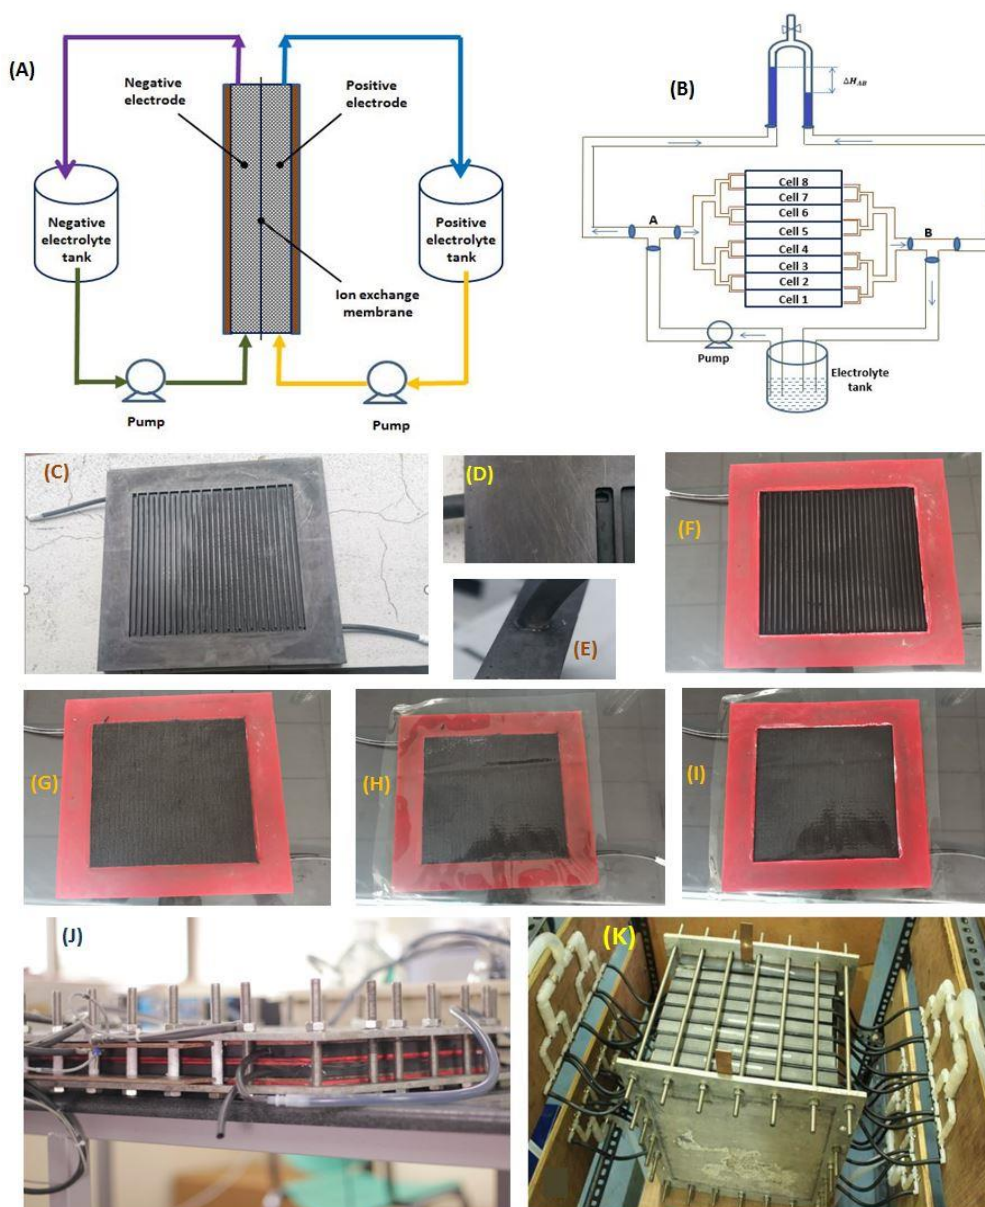 (A)
Negative
electrode
Positive
electrode
Negative
electrolyte
tank
Positive
electrolyte
tank
Ion exchange
membrane
Pump
Pump
(B)
ΔH_AB
Cell 8
Cell 7
Cell 6
Cell 5
Cell 4
Cell 3
Cell 2
Cell 1
A
B
Pump
Electrolyte
tank
(C)
(D)
(E)
(F)
(G)
(H)
(I)
(J)
(K)